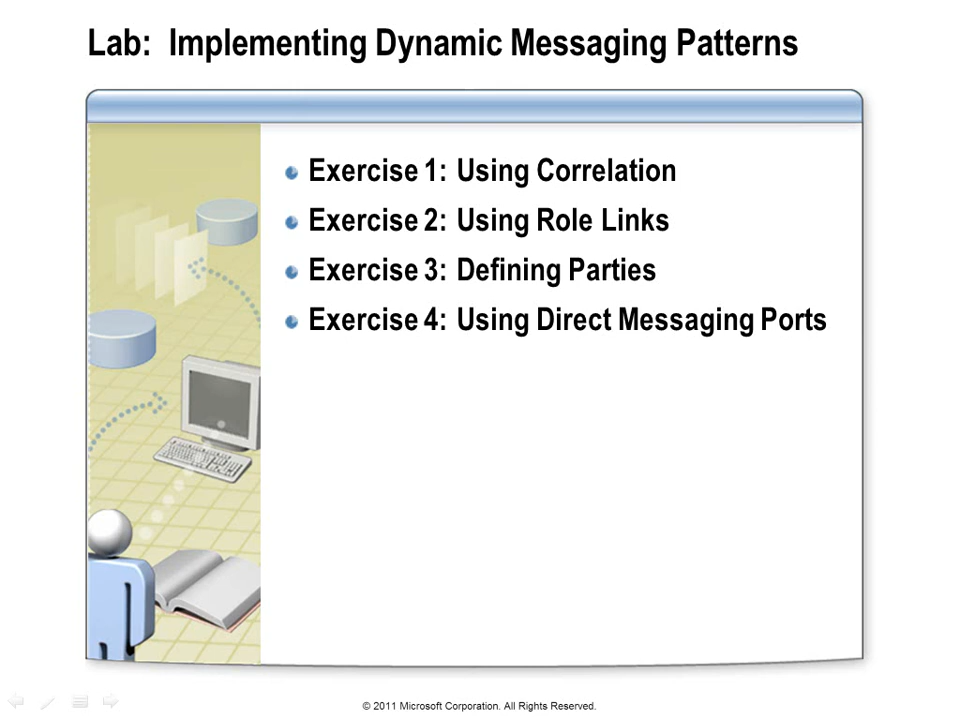 Lab: Implementing Dynamic Messaging Patterns
Exercise 1: Using Correlation
Exercise 2: Using Role Links
Exercise 3: Defining Parties
Exercise 4: Using Direct Messaging Ports
© 2011 Microsoft Corporation. All Rights Reserved.